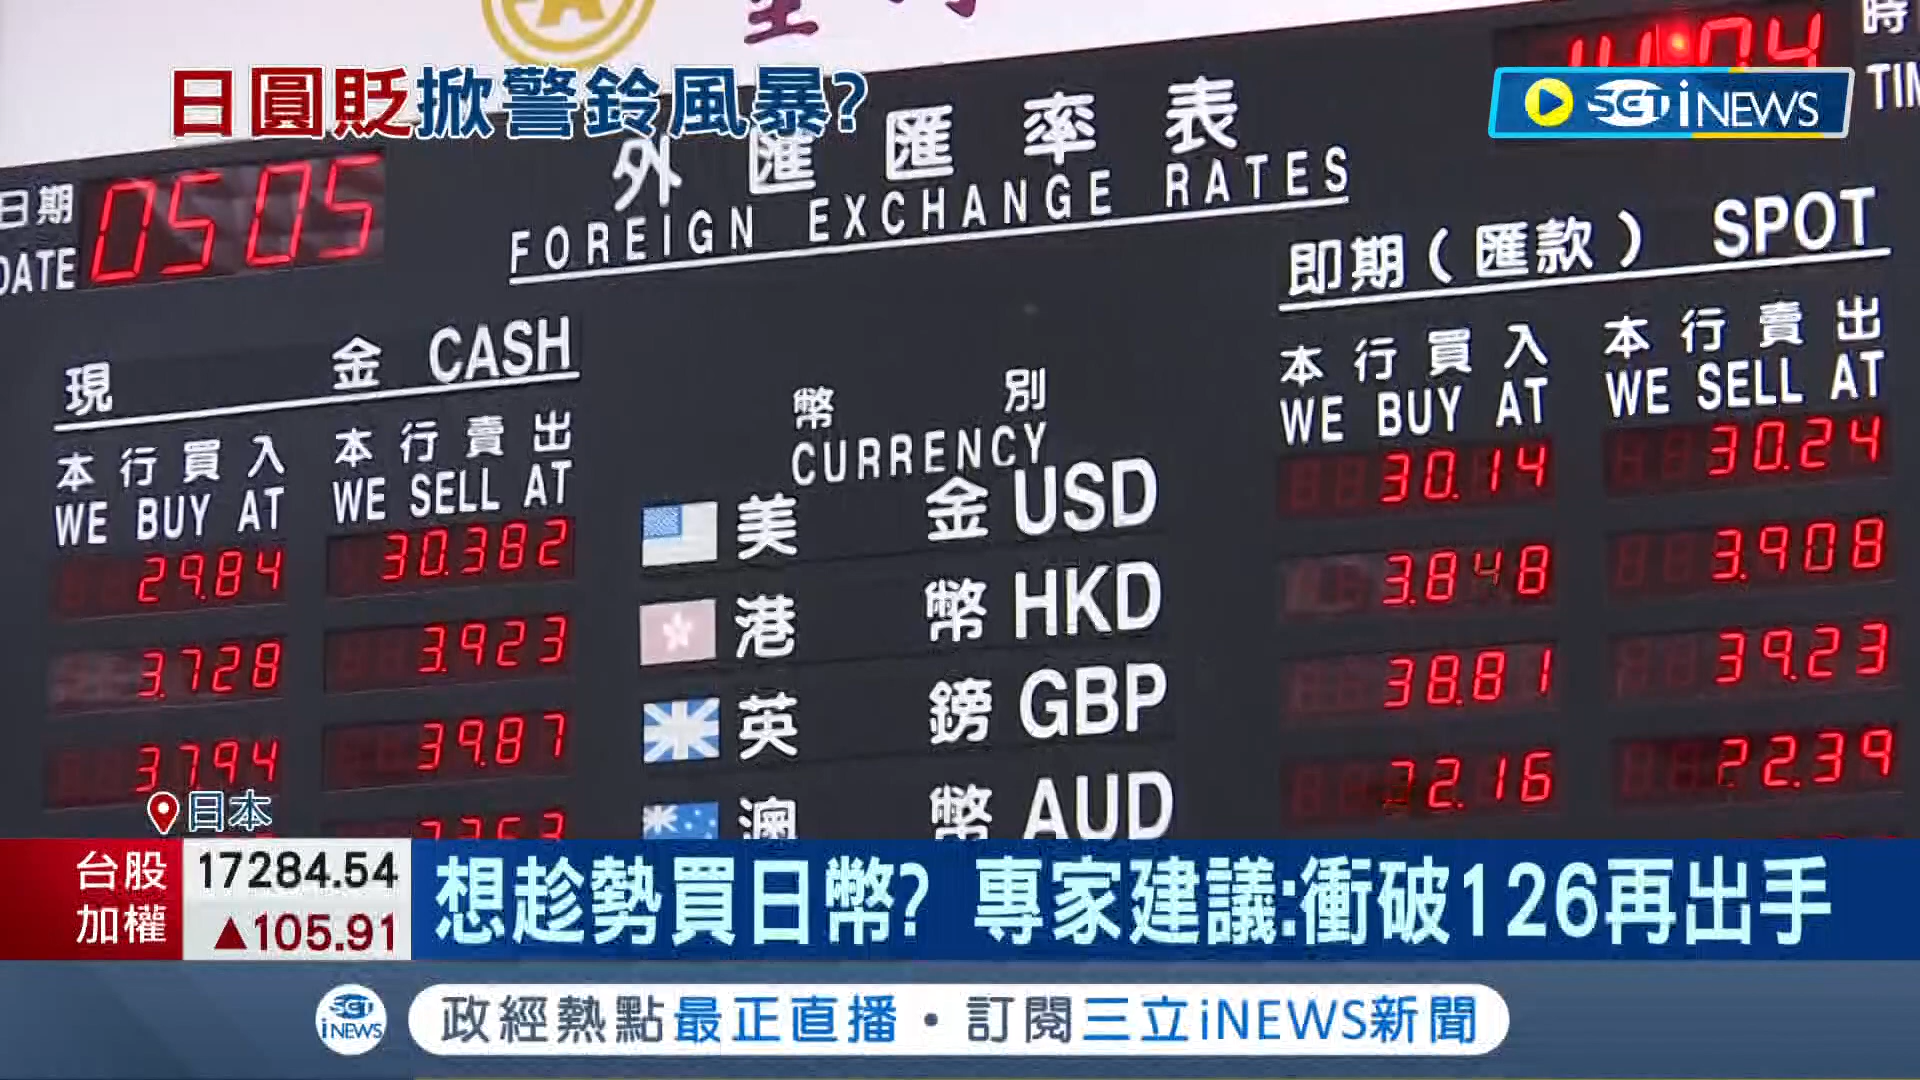 日圓貶掀警鈴風暴?
14:04
時
TIM
SET iNEWS
日期
DATE
0505
外匯匯率表
FOREIGN EXCHANGE RATES
現金 CASH
即期(匯款) SPOT
本行買入 本行賣出 幣別 本行買入 本行賣出
WE BUY AT WE SELL AT CURRENCY WE BUY AT WE SELL AT
29.84 30.382 美金 USD 30.14 30.24
3.728 3.923 港幣 HKD 3.848 3.908
37.94 39.87 英鎊 GBP 38.81 39.23
澳幣 AUD 22.16 22.39
日本
台股加權 17284.54
▲105.91
想趁勢買日幣? 專家建議:衝破126再出手
SET iNEWS
政經熱點最正直播・訂閱三立iNEWS新聞